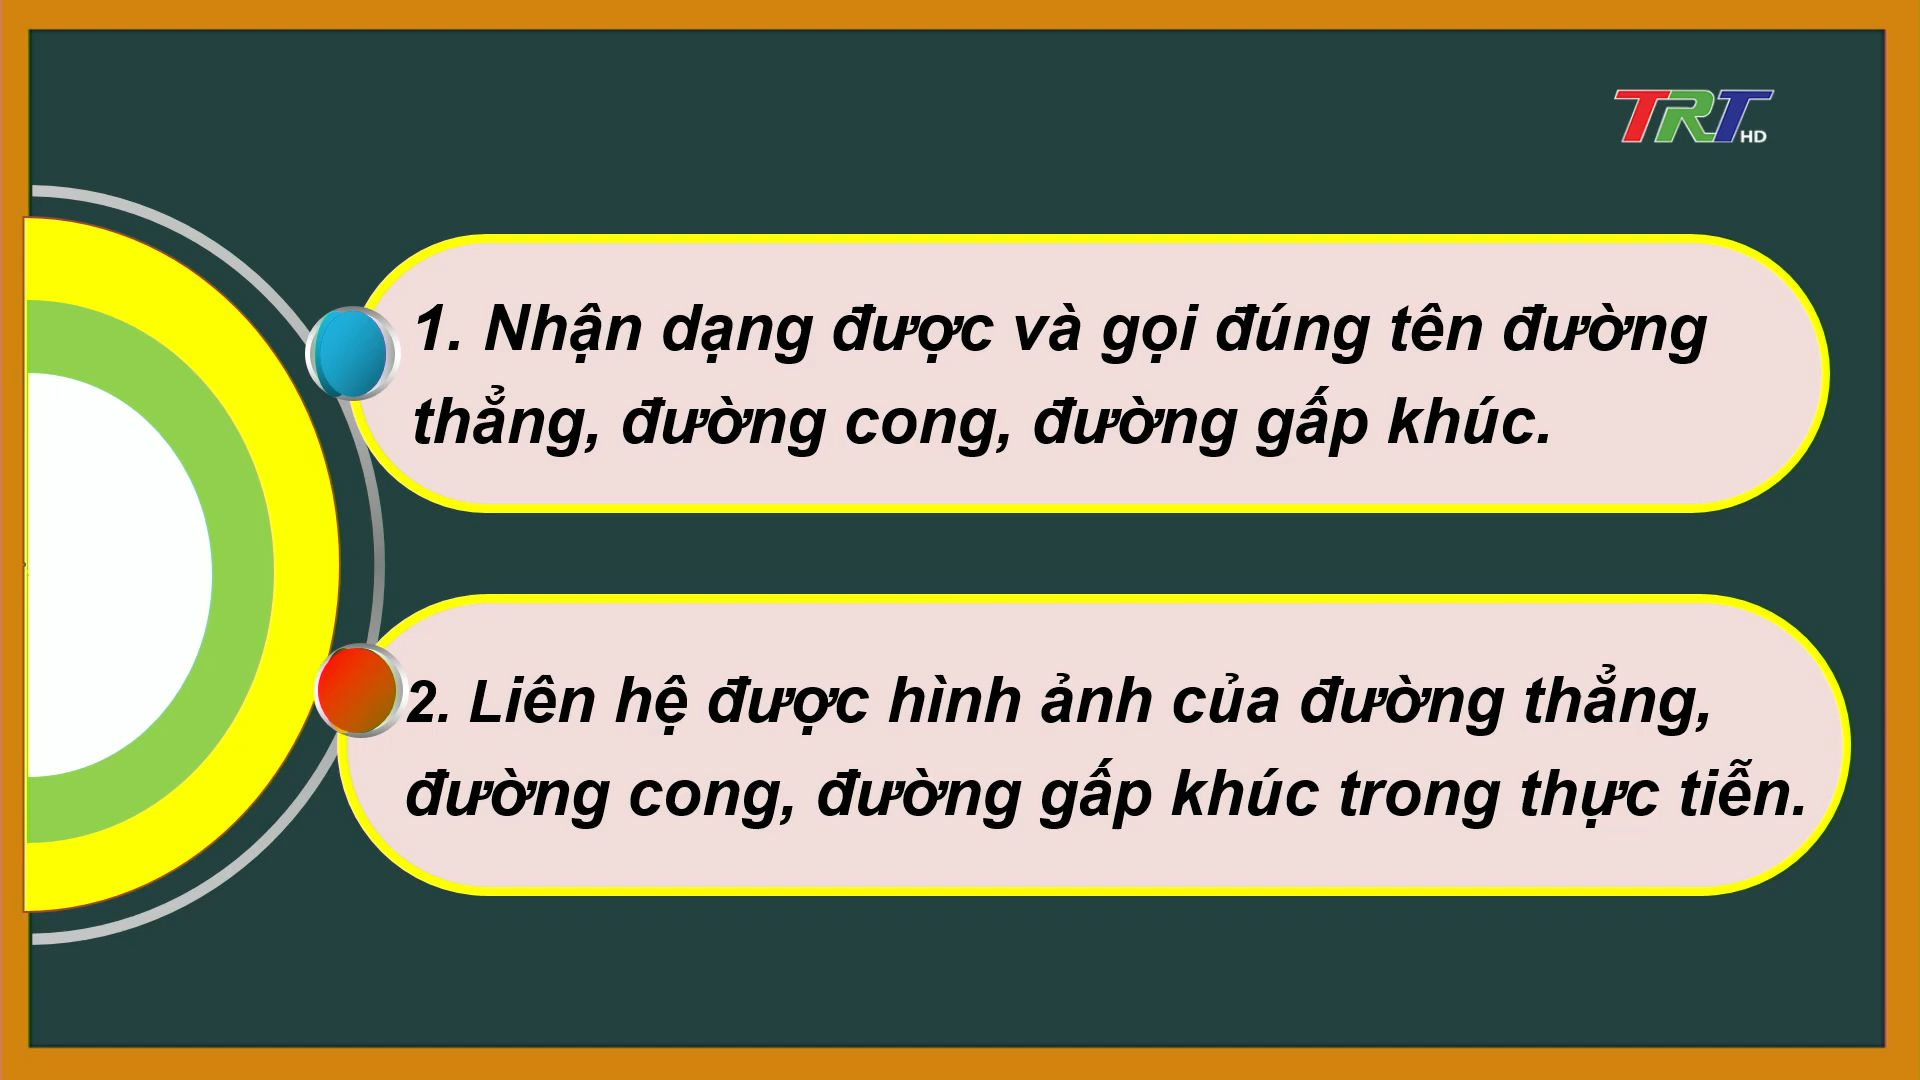 TRT HD
1. Nhận dạng được và gọi đúng tên đường
thẳng, đường cong, đường gấp khúc.
2. Liên hệ được hình ảnh của đường thẳng,
đường cong, đường gấp khúc trong thực tiễn.